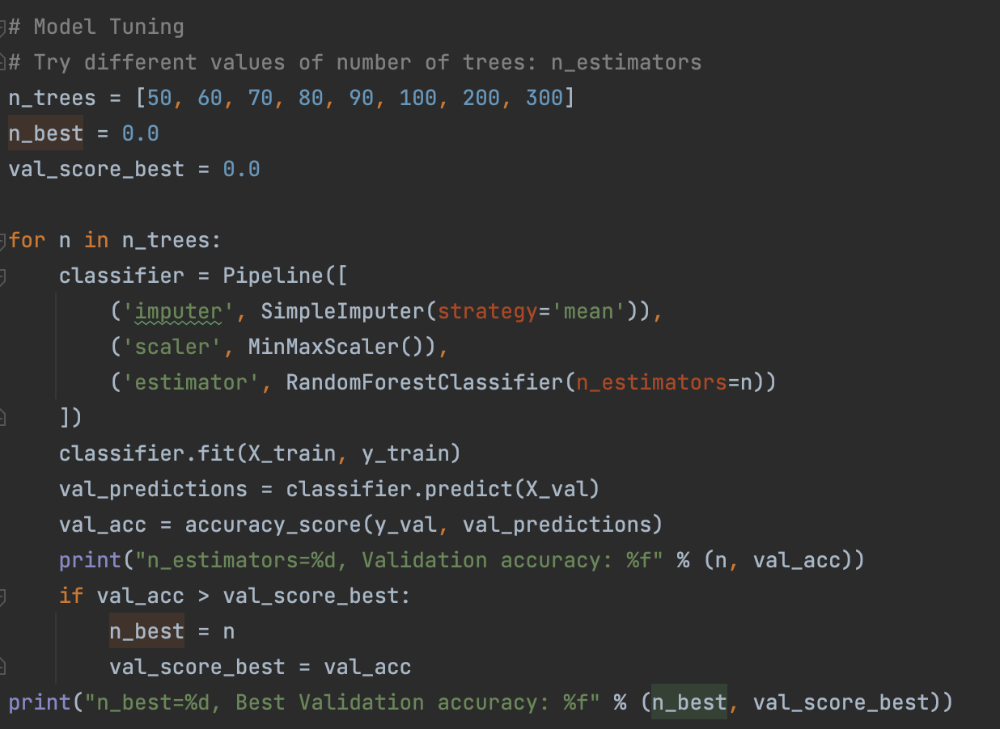 # Model Tuning
# Try different values of number of trees: n_estimators
n_trees = [50, 60, 70, 80, 90, 100, 200, 300]
n_best = 0.0
val_score_best = 0.0

for n in n_trees:
    classifier = Pipeline([
        ('imputer', SimpleImputer(strategy='mean')),
        ('scaler', MinMaxScaler()),
        ('estimator', RandomForestClassifier(n_estimators=n))
    ])
    classifier.fit(X_train, y_train)
    val_predictions = classifier.predict(X_val)
    val_acc = accuracy_score(y_val, val_predictions)
    print("n_estimators=%d, Validation accuracy: %f" % (n, val_acc))
    if val_acc > val_score_best:
        n_best = n
        val_score_best = val_acc
print("n_best=%d, Best Validation accuracy: %f" % (n_best, val_score_best))